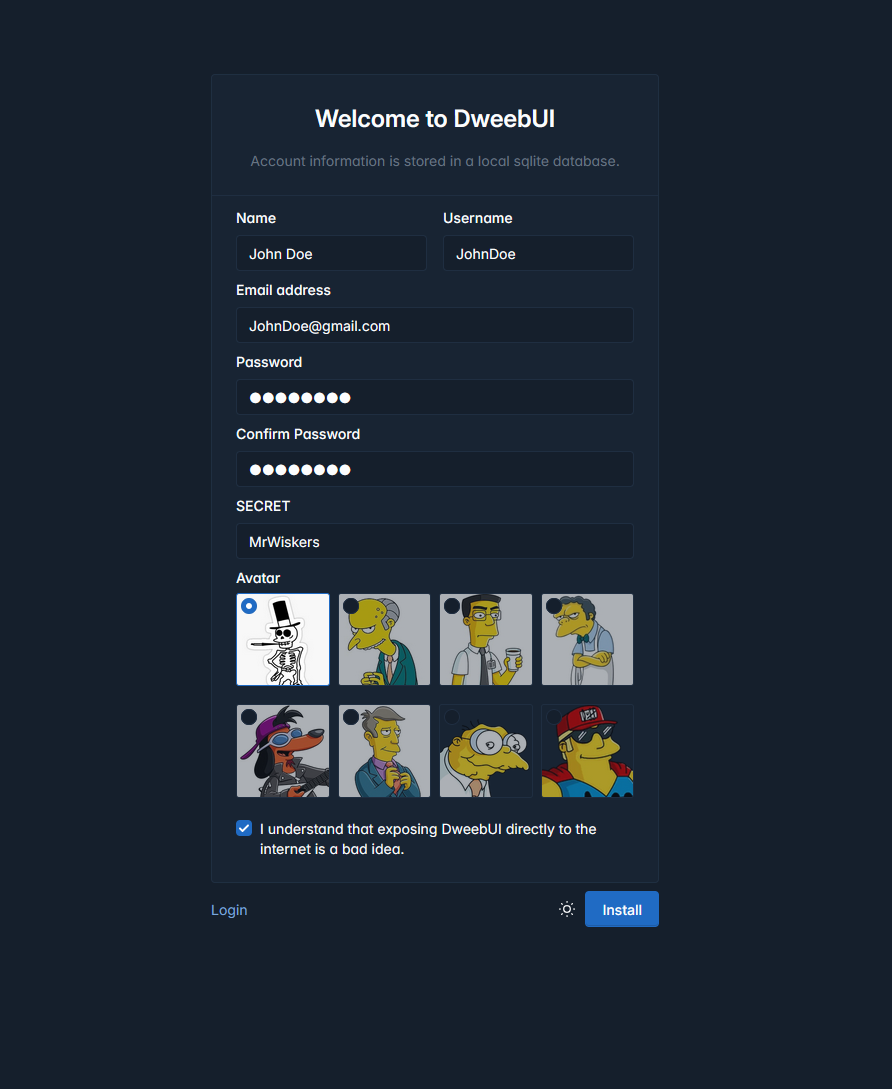 Welcome to DweebUI
Account information is stored in a local sqlite database.
Name
Username
John Doe
JohnDoe
Email address
JohnDoe@gmail.com
Password
●●●●●●●●
Confirm Password
●●●●●●●●
SECRET
MrWiskers
Avatar
I understand that exposing DweebUI directly to the
internet is a bad idea.
Login
Install